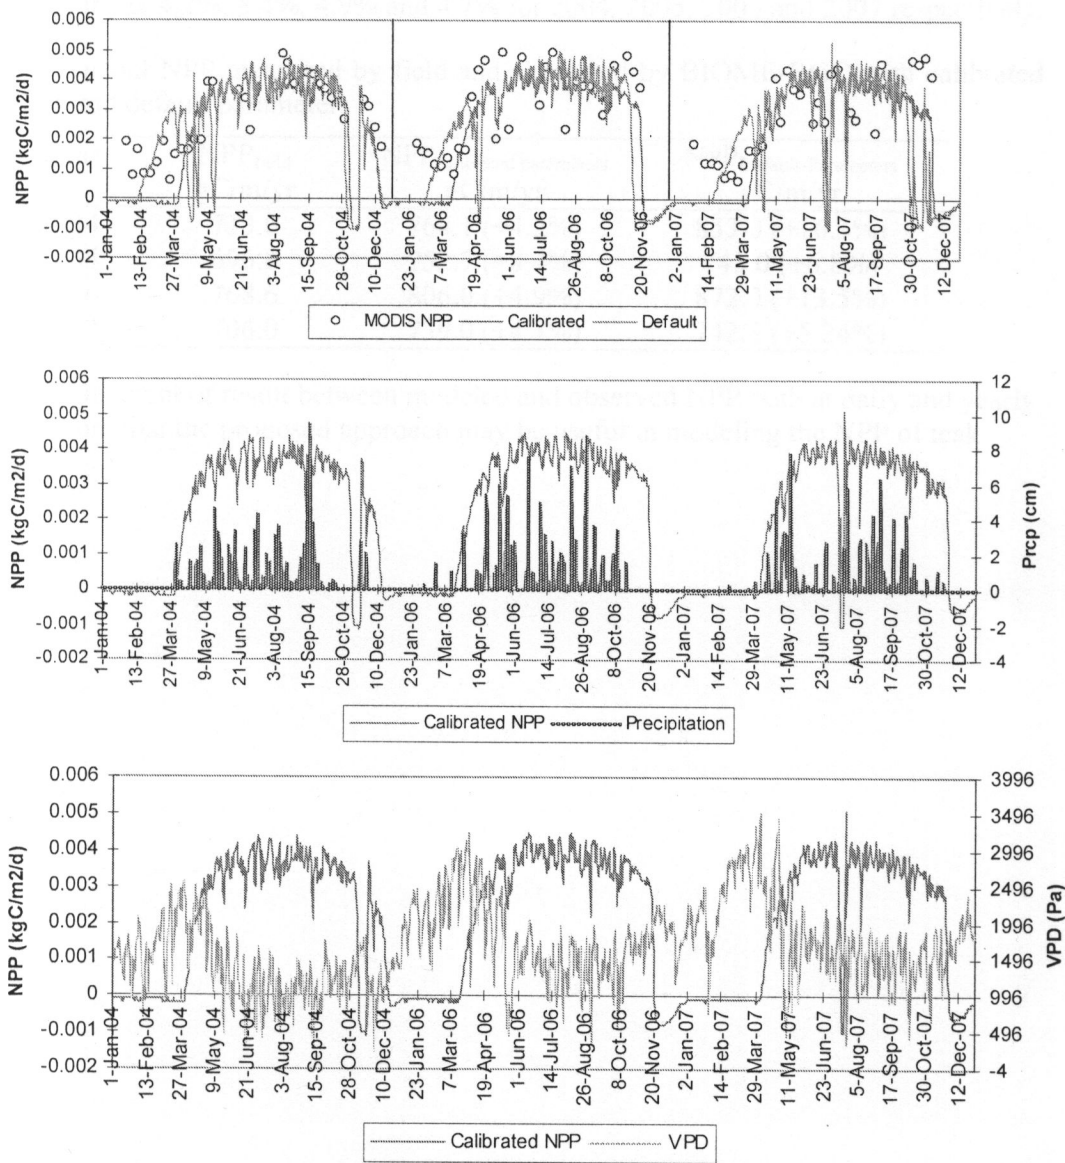 0.006
0.005
0.004
0.003
0.002
0.001
0
-0.001
-0.002
NPP (kgC/m2/d)
1-Jan-04
13-Feb-04
27-Mar-04
9-May-04
21-Jun-04
3-Aug-04
15-Sep-04
28-Oct-04
10-Dec-04
23-Jan-06
7-Mar-06
19-Apr-06
1-Jun-06
14-Jul-06
26-Aug-06
8-Oct-06
20-Nov-06
2-Jan-07
14-Feb-07
29-Mar-07
11-May-07
23-Jun-07
5-Aug-07
17-Sep-07
30-Oct-07
12-Dec-07
MODIS NPP Calibrated Default
0.006
0.005
0.004
0.003
0.002
0.001
0
-0.001
-0.002
NPP (kgC/m2/d)
12
10
8
6
4
2
0
-2
-4
Prcp (cm)
1-Jan-04
13-Feb-04
27-Mar-04
9-May-04
21-Jun-04
3-Aug-04
15-Sep-04
28-Oct-04
10-Dec-04
23-Jan-06
7-Mar-06
19-Apr-06
1-Jun-06
14-Jul-06
26-Aug-06
8-Oct-06
20-Nov-06
2-Jan-07
14-Feb-07
29-Mar-07
11-May-07
23-Jun-07
5-Aug-07
17-Sep-07
30-Oct-07
12-Dec-07
Calibrated NPP Precipitation
0.006
0.005
0.004
0.003
0.002
0.001
0
-0.001
-0.002
NPP (kgC/m2/d)
3996
3496
2996
2496
1996
1496
996
496
-4
VPD (Pa)
1-Jan-04
13-Feb-04
27-Mar-04
9-May-04
21-Jun-04
3-Aug-04
15-Sep-04
28-Oct-04
10-Dec-04
23-Jan-06
7-Mar-06
19-Apr-06
1-Jun-06
14-Jul-06
26-Aug-06
8-Oct-06
20-Nov-06
2-Jan-07
14-Feb-07
29-Mar-07
11-May-07
23-Jun-07
5-Aug-07
17-Sep-07
30-Oct-07
12-Dec-07
Calibrated NPP VPD